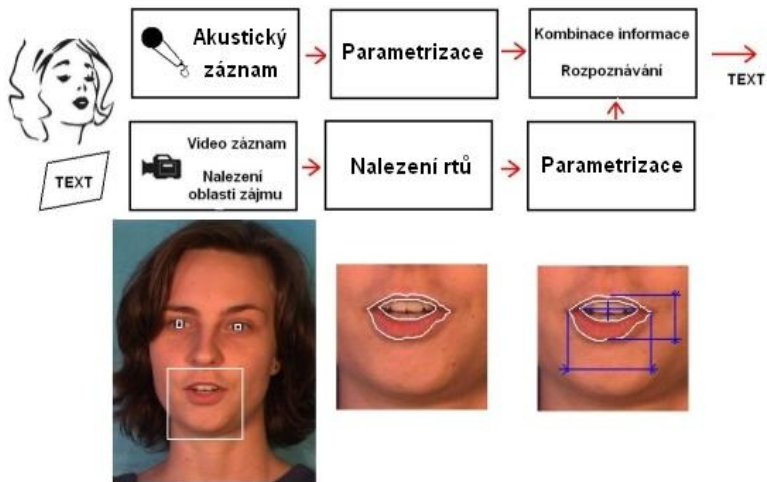 Akustický
záznam
Parametrizace
Kombinace informace
Rozpoznávání
TEXT
TEXT
Video záznam
Nalezení
oblasti zájmu
Nalezení rtů
Parametrizace